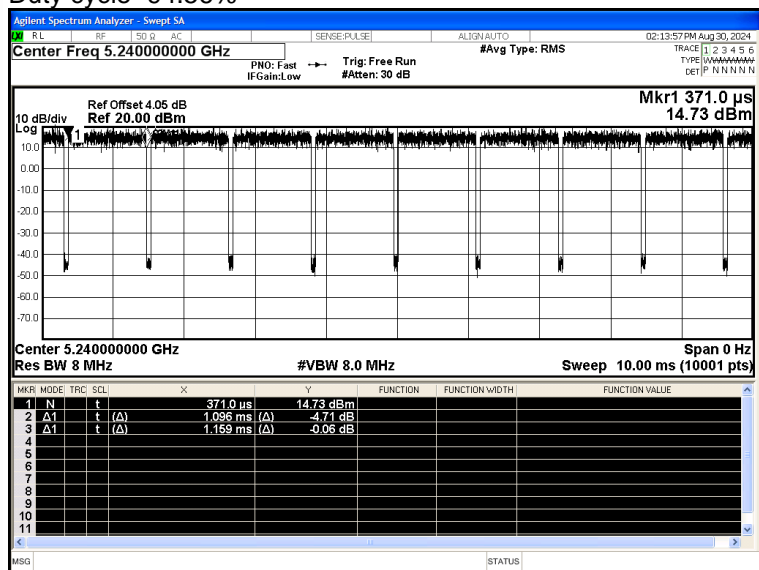 Agilent Spectrum Analyzer - Swept SA
RL RF 50 Ω AC SENSE:PULSE ALIGN AUTO 02:13:57 PM Aug 30, 2024
Center Freq 5.240000000 GHz #Avg Type: RMS TRACE 1 2 3 4 5 6
PNO: Fast Trig: Free Run TYPE
IFGain:Low #Atten: 30 dB DET P N N N N N
Mkr1 371.0 µs
Ref Offset 4.05 dB
10 dB/div Ref 20.00 dBm 14.73 dBm
Log
1
10.0
0.00
-10.0
-20.0
-30.0
-40.0
-50.0
-60.0
-70.0
Center 5.240000000 GHz Span 0 Hz
Res BW 8 MHz #VBW 8.0 MHz Sweep 10.00 ms (10001 pts)
MKR MODE TRC SCL X Y FUNCTION FUNCTION WIDTH FUNCTION VALUE
1 N t 371.0 µs 14.73 dBm
2 Δ1 t (Δ) 1.096 ms (Δ) -4.71 dB
3 Δ1 t (Δ) 1.159 ms (Δ) -0.06 dB
4
5
6
7
8
9
10
11
MSG STATUS